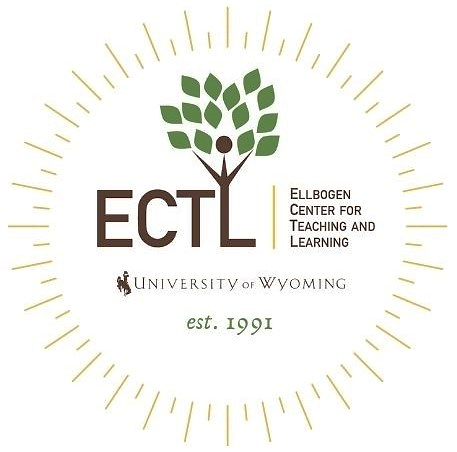 ECTL
Ellbogen
Center for
Teaching and
Learning
University of Wyoming
est. 1991